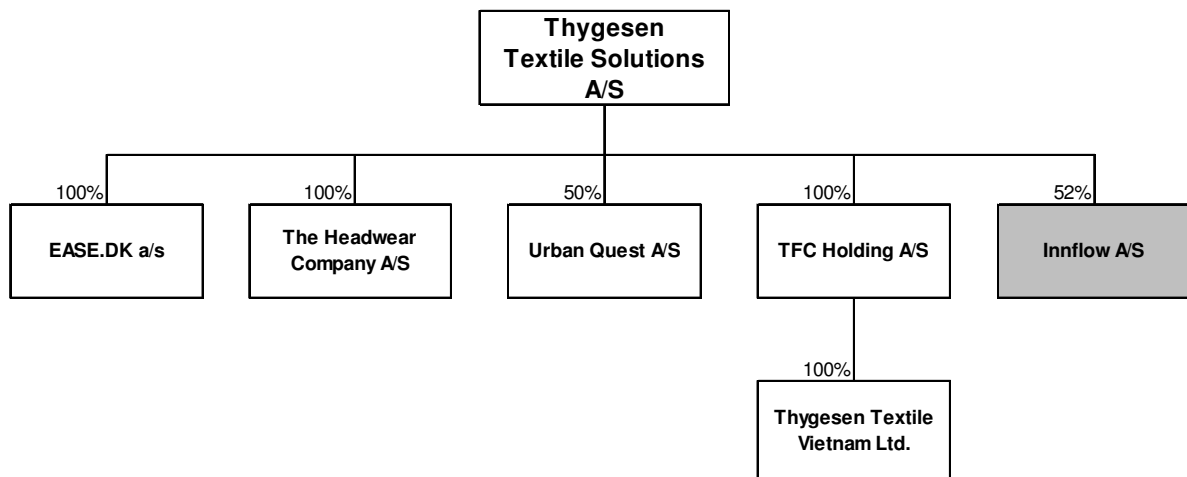 Thygesen
Textile Solutions
A/S
100%
100%
50%
100%
52%
EASE.DK a/s
The Headwear
Company A/S
Urban Quest A/S
TFC Holding A/S
Innflow A/S
100%
Thygesen Textile
Vietnam Ltd.